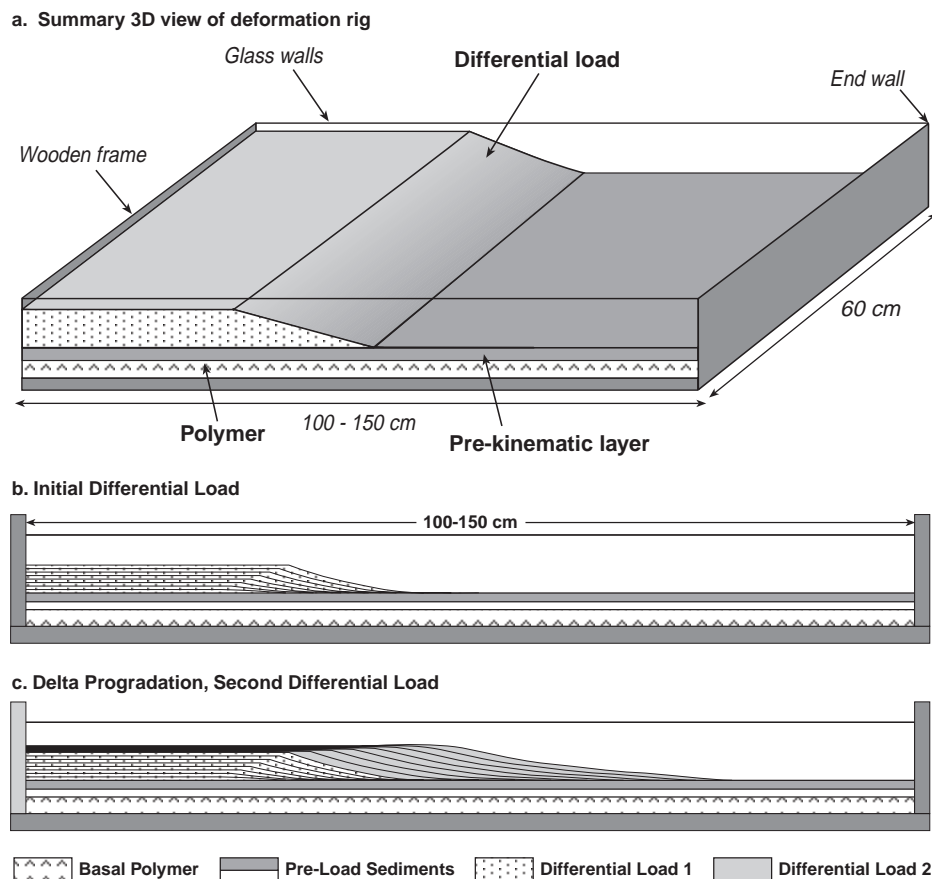 a. Summary 3D view of deformation rig
Glass walls
Differential load
End wall
Wooden frame
60 cm
100 - 150 cm
Polymer
Pre-kinematic layer
b. Initial Differential Load
100-150 cm
c. Delta Progradation, Second Differential Load
Basal Polymer
Pre-Load Sediments
Differential Load 1
Differential Load 2